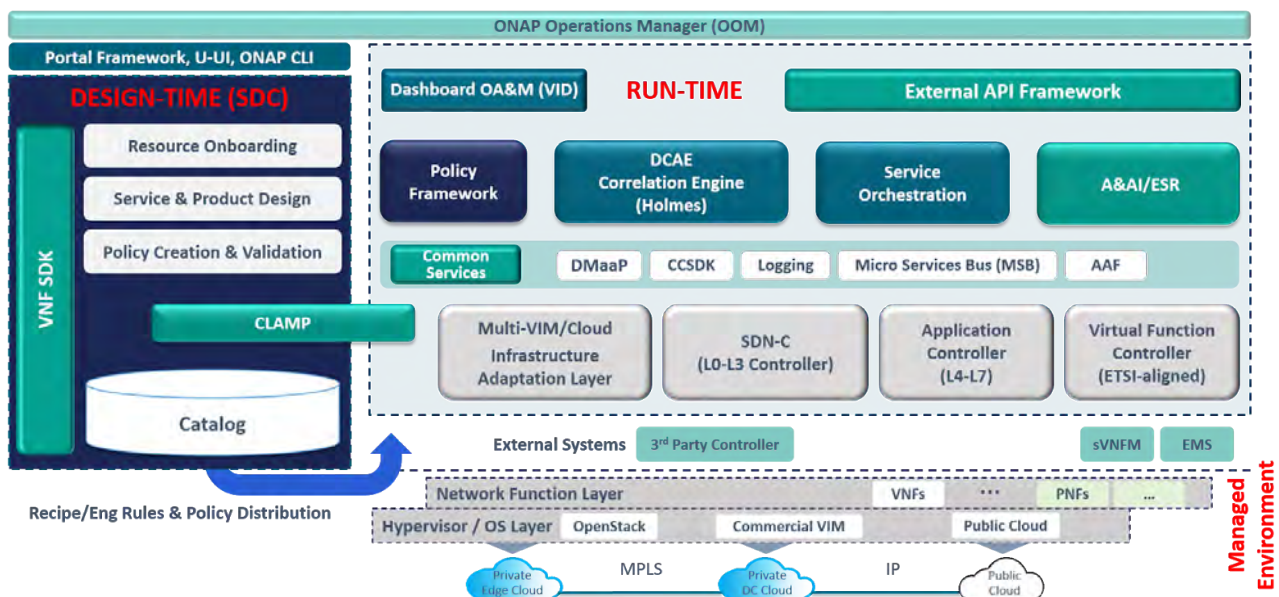 ONAP Operations Manager (OOM)
Portal Framework, U-UI, ONAP CLI
DESIGN-TIME (SDC)
VNF SDK
Resource Onboarding
Service & Product Design
Policy Creation & Validation
CLAMP
Catalog
Recipe/Eng Rules & Policy Distribution
Dashboard OA&M (VID)
RUN-TIME
External API Framework
Policy
Framework
DCAE
Correlation Engine
(Holmes)
Service
Orchestration
A&AI/ESR
Common
Services
DMaaP
CCSDK
Logging
Micro Services Bus (MSB)
AAF
Multi-VIM/Cloud
Infrastructure
Adaptation Layer
SDN-C
(L0-L3 Controller)
Application
Controller
(L4-L7)
Virtual Function
Controller
(ETSI-aligned)
External Systems
3rd Party Controller
sVNFM
EMS
Network Function Layer
VNFs
...
PNFs
...
Hypervisor / OS Layer
OpenStack
Commercial VIM
Public Cloud
Private
Edge Cloud
MPLS
Private
DC Cloud
IP
Public
Cloud
Managed
Environment